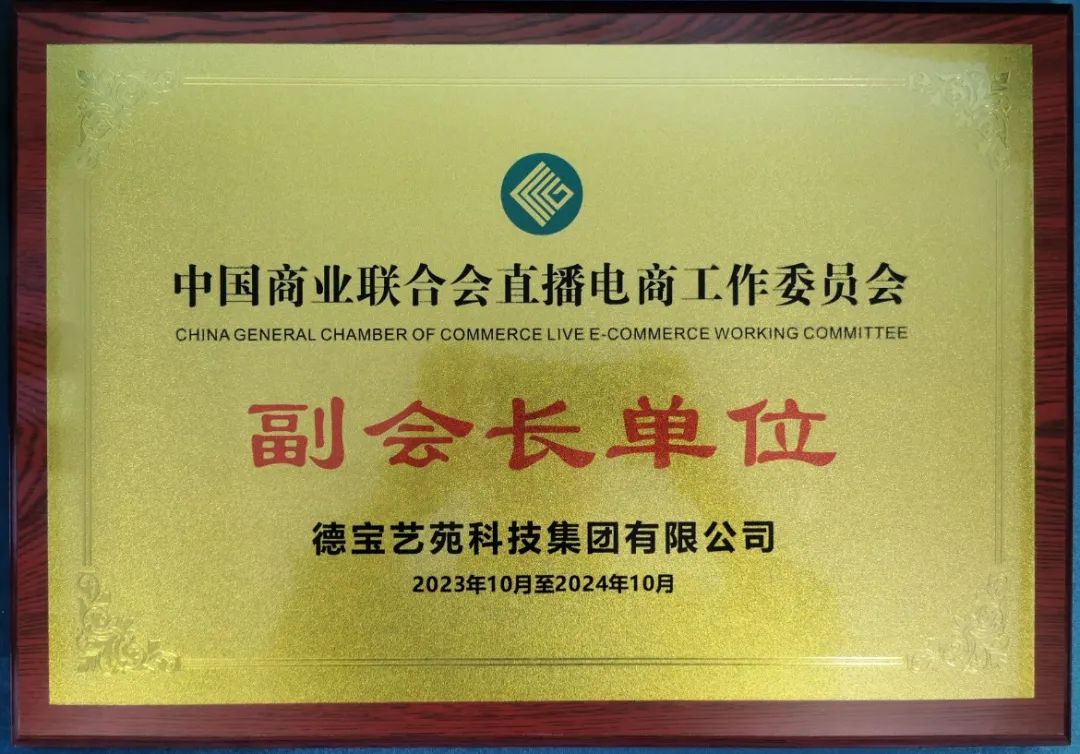 中国商业联合会直播电商工作委员会
CHINA GENERAL CHAMBER OF COMMERCE LIVE E-COMMERCE WORKING COMMITTEE
副会长单位
德宝艺苑科技集团有限公司
2023年10月至2024年10月